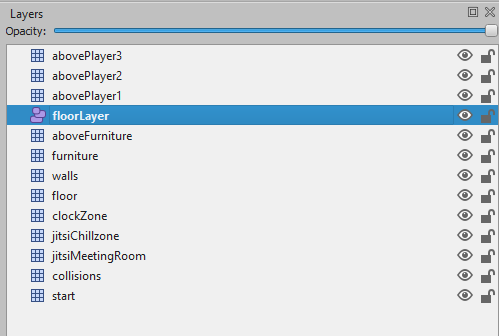 Layers
Opacity:
abovePlayer3
abovePlayer2
abovePlayer1
floorLayer
aboveFurniture
furniture
walls
floor
clockZone
jitsiChillzone
jitsiMeetingRoom
collisions
start